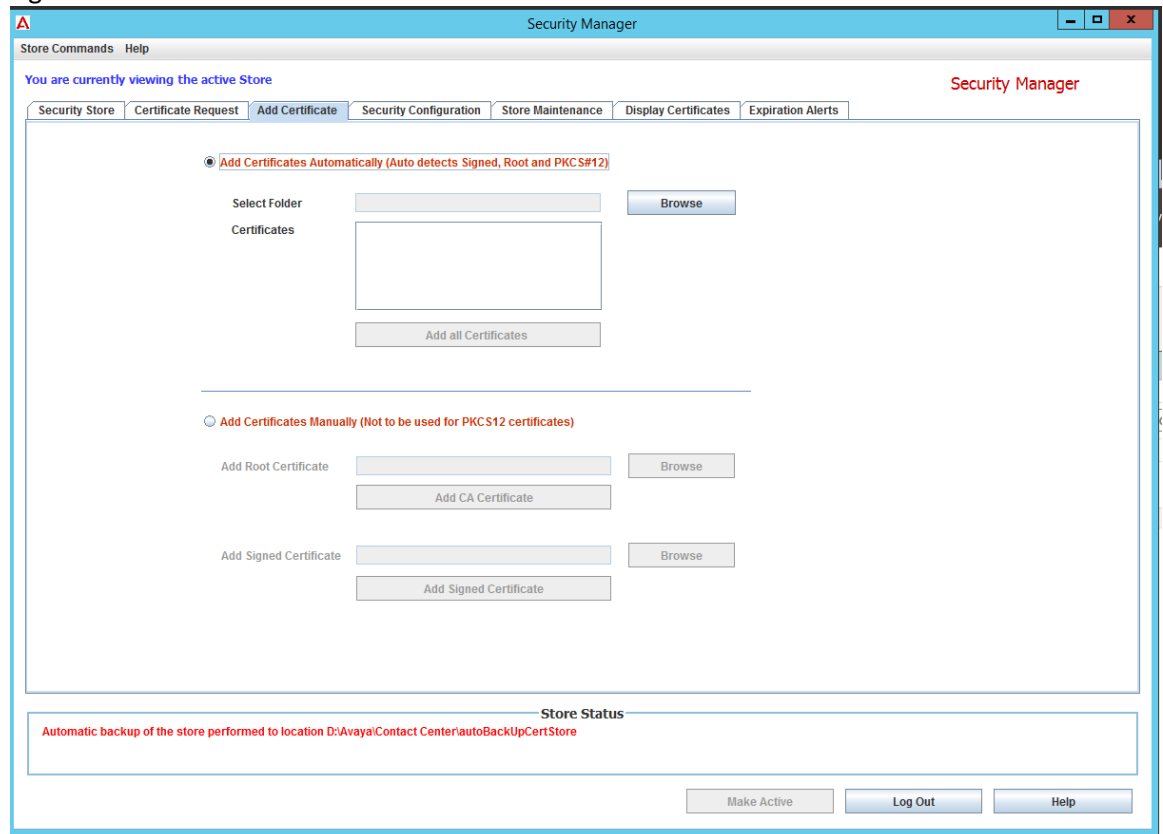 Security Manager
Store Commands Help
You are currently viewing the active Store
Security Manager
Security Store Certificate Request Add Certificate Security Configuration Store Maintenance Display Certificates Expiration Alerts
Add Certificates Automatically (Auto detects Signed, Root and PKCS#12)
Select Folder Browse
Certificates
Add all Certificates
Add Certificates Manually (Not to be used for PKCS12 certificates)
Add Root Certificate Browse
Add CA Certificate
Add Signed Certificate Browse
Add Signed Certificate
Store Status
Automatic backup of the store performed to location D:\Avaya\Contact Center\autoBackUpCertStore
Make Active Log Out Help